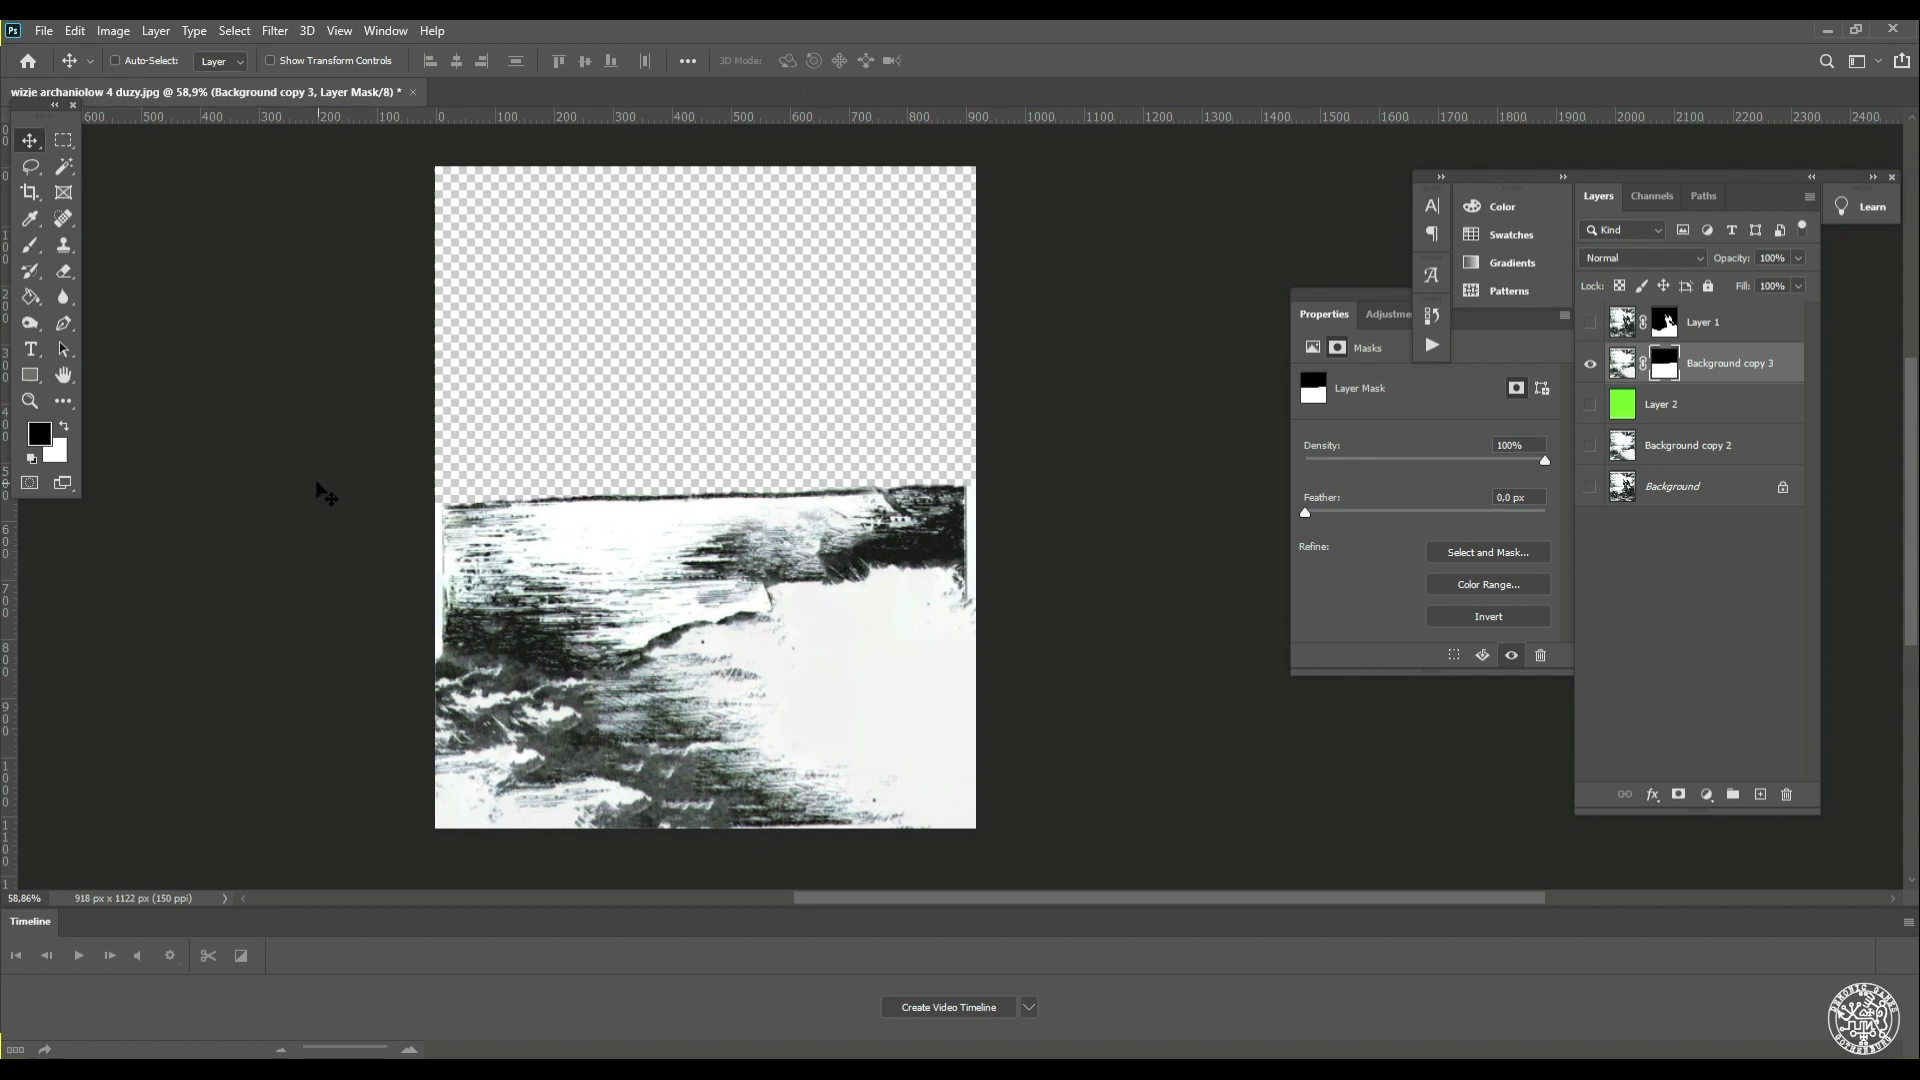 Ps File Edit Image Layer Type Select Filter 3D View Window Help
Auto-Select: Layer Show Transform Controls 3D Mode:
wizje archaniolow 4 duzy.jpg @ 58,9% (Background copy 3, Layer Mask/8) *
600 500 400 300 200 100 0 100 200 300 400 500 600 700 800 900 1000 1100 1200 1300 1400 1500 1600 1700 1800 1900 2000 2100 2200 2300 2400
Color
Swatches
Gradients
Patterns
Layers Channels Paths
Learn
Kind
Normal Opacity: 100%
Lock: Fill: 100%
Layer 1
Background copy 3
Layer 2
Background copy 2
Background
Properties Adjustme
Masks
Layer Mask
Density: 100%
Feather: 0,0 px
Refine: Select and Mask...
Color Range...
Invert
58,86% 918 px x 1122 px (150 ppi)
Timeline
Create Video Timeline
GOTHENBURG